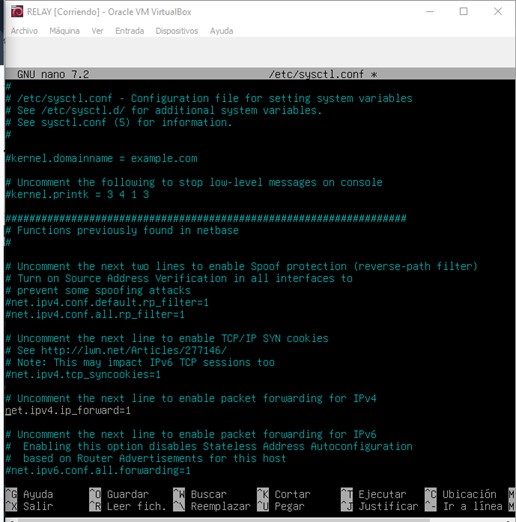 RELAY [Corriendo] - Oracle VM VirtualBox
Archivo Máquina Ver Entrada Dispositivos Ayuda
GNU nano 7.2 /etc/sysctl.conf *
#
# /etc/sysctl.conf - Configuration file for setting system variables
# See /etc/sysctl.d/ for additional system variables.
# See sysctl.conf (5) for information.
#
#kernel.domainname = example.com
# Uncomment the following to stop low-level messages on console
#kernel.printk = 3 4 1 3
###################################################################
# Functions previously found in netbase
#
# Uncomment the next two lines to enable Spoof protection (reverse-path filter)
# Turn on Source Address Verification in all interfaces to
# prevent some spoofing attacks
#net.ipv4.conf.default.rp_filter=1
#net.ipv4.conf.all.rp_filter=1
# Uncomment the next line to enable TCP/IP SYN cookies
# See http://lwn.net/Articles/277146/
# Note: This may impact IPv6 TCP sessions too
#net.ipv4.tcp_syncookies=1
# Uncomment the next line to enable packet forwarding for IPv4
net.ipv4.ip_forward=1
# Uncomment the next line to enable packet forwarding for IPv6
#  Enabling this option disables Stateless Address Autoconfiguration
#  based on Router Advertisements for this host
#net.ipv6.conf.all.forwarding=1
^G Ayuda ^O Guardar ^W Buscar ^K Cortar ^T Ejecutar ^C Ubicación M
^X Salir ^R Leer fich. ^\ Reemplazar ^U Pegar ^J Justificar ^- Ir a línea M